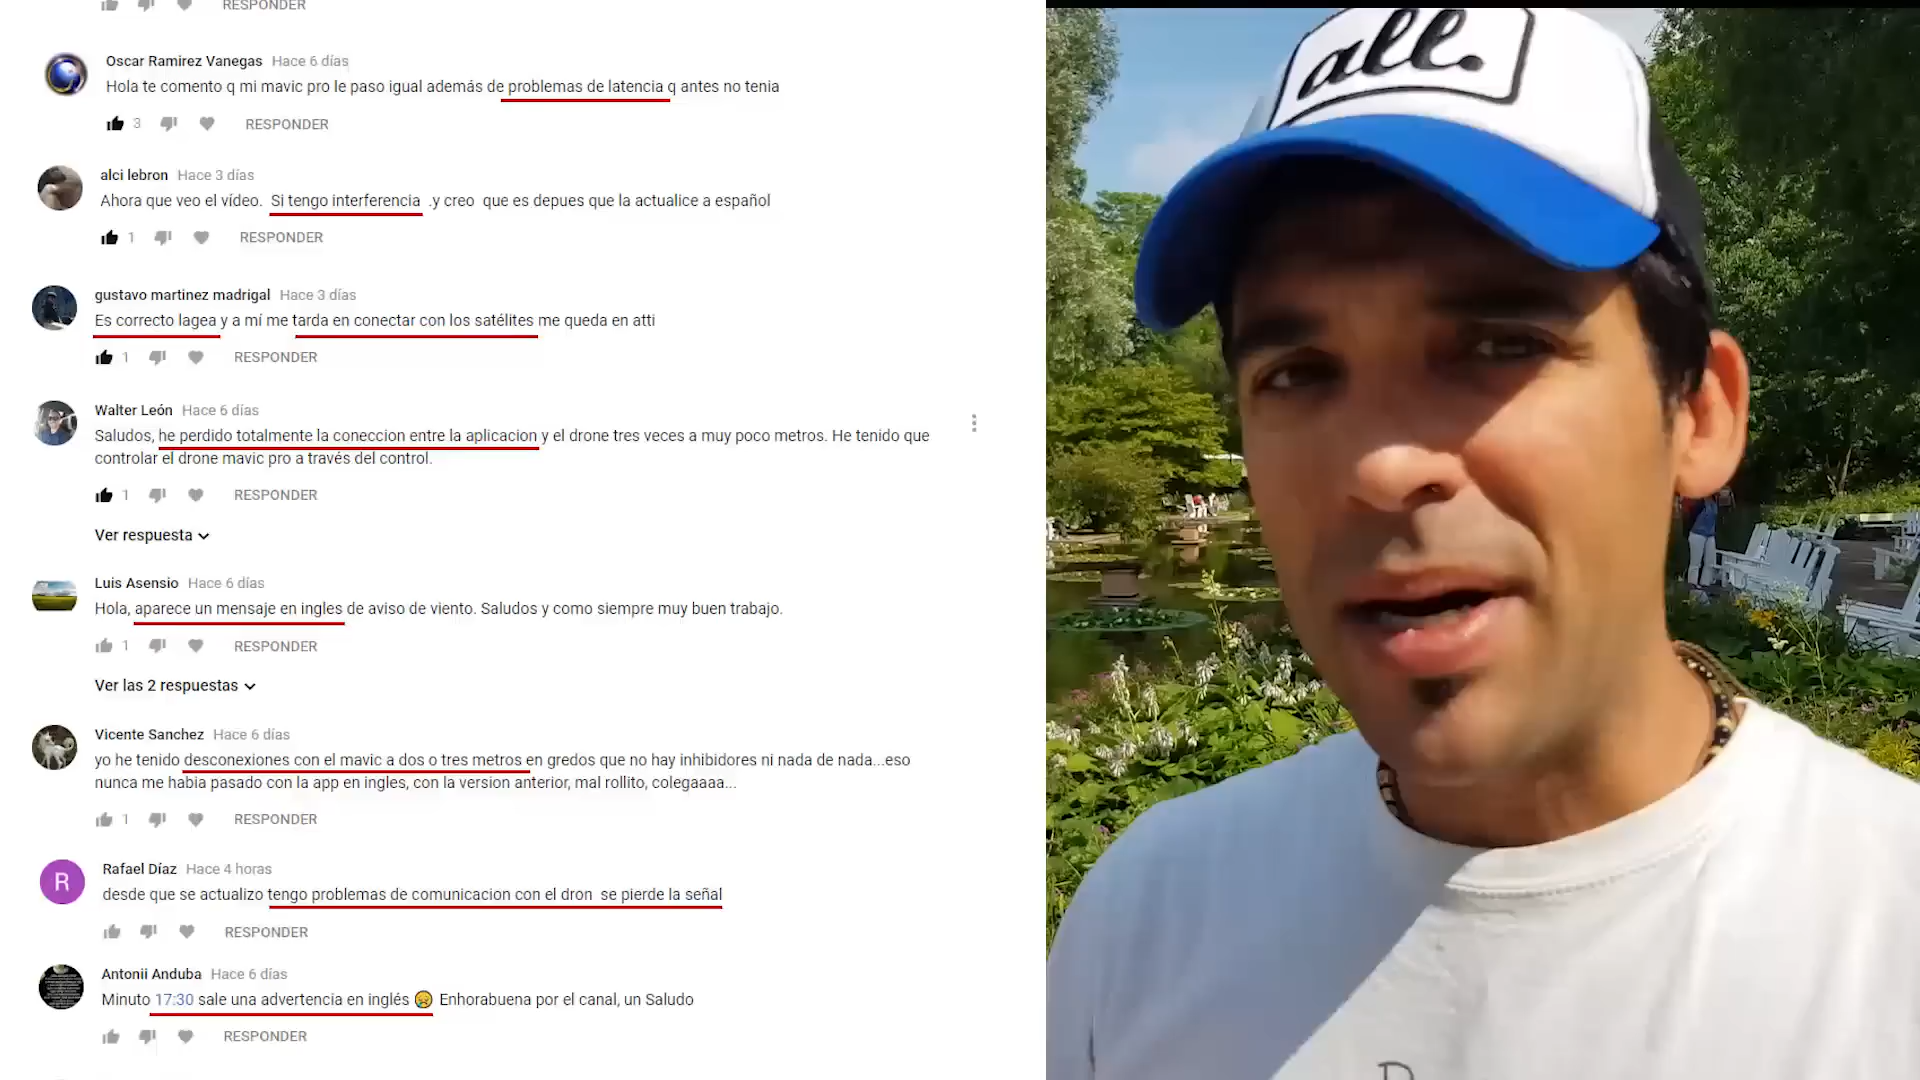 RESPONDER
Oscar Ramirez Vanegas Hace 6 días
Hola te comento q mi mavic pro le paso igual además de problemas de latencia q antes no tenia
3 RESPONDER
alci lebron Hace 3 días
Ahora que veo el vídeo. Si tengo interferencia .y creo que es depues que la actualice a español
1 RESPONDER
gustavo martinez madrigal Hace 3 días
Es correcto lagea y a mí me tarda en conectar con los satélites me queda en atti
1 RESPONDER
Walter León Hace 6 días
Saludos, he perdido totalmente la coneccion entre la aplicacion y el drone tres veces a muy poco metros. He tenido que
controlar el drone mavic pro a través del control.
1 RESPONDER
Ver respuesta
Luis Asensio Hace 6 días
Hola, aparece un mensaje en ingles de aviso de viento. Saludos y como siempre muy buen trabajo.
1 RESPONDER
Ver las 2 respuestas
Vicente Sanchez Hace 6 días
yo he tenido desconexiones con el mavic a dos o tres metros en gredos que no hay inhibidores ni nada de nada...eso
nunca me habia pasado con la app en ingles, con la version anterior, mal rollito, colegaaaa...
1 RESPONDER
R
Rafael Díaz Hace 4 horas
desde que se actualizo tengo problemas de comunicacion con el dron se pierde la señal
RESPONDER
Antonii Anduba Hace 6 días
Minuto 17:30 sale una advertencia en inglés 😢 Enhorabuena por el canal, un Saludo
RESPONDER
all.